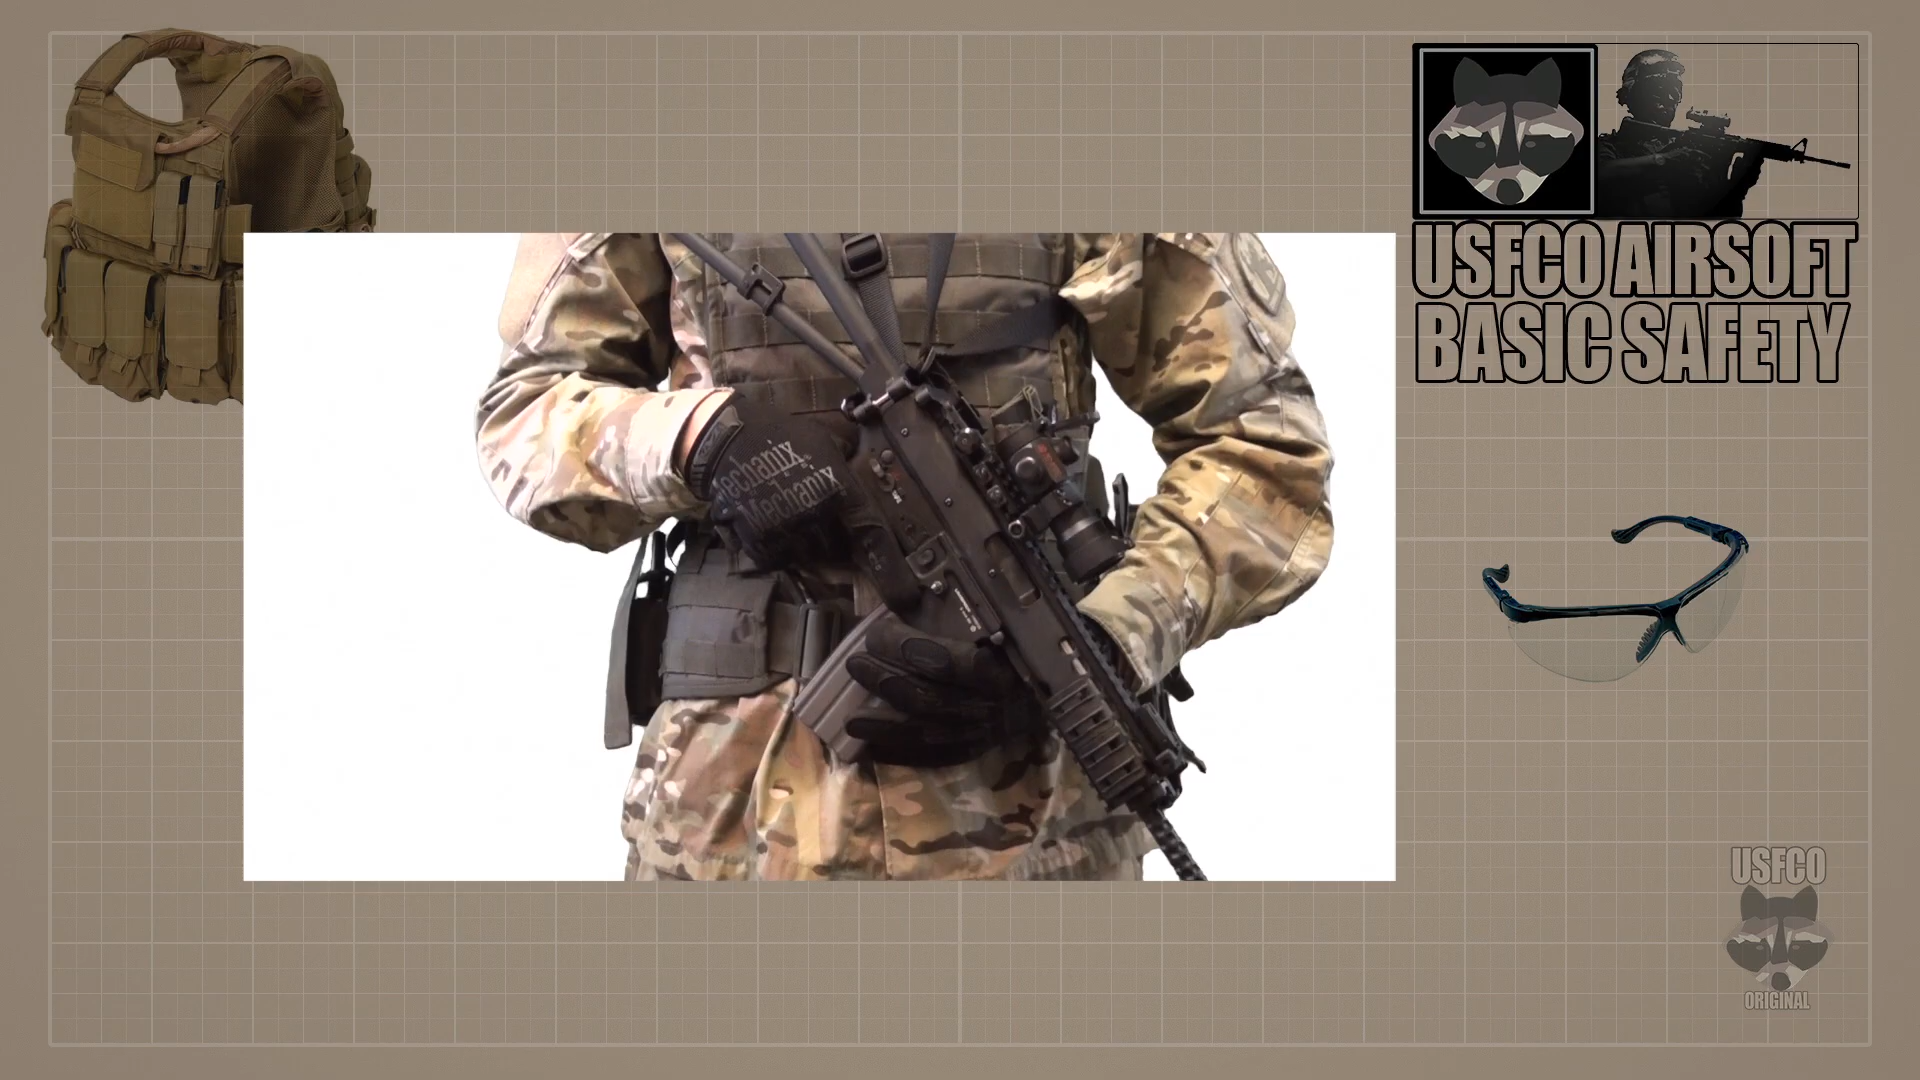 USFCO AIRSOFT
BASIC SAFETY
Mechanix
Mechanix
USFCO
ORIGINAL